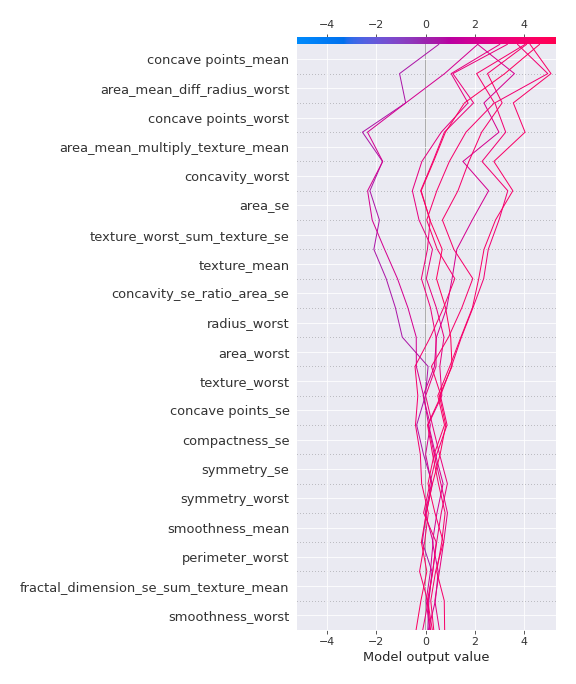 −4 −2 0 2 4
concave points_mean
area_mean_diff_radius_worst
concave points_worst
area_mean_multiply_texture_mean
concavity_worst
area_se
texture_worst_sum_texture_se
texture_mean
concavity_se_ratio_area_se
radius_worst
area_worst
texture_worst
concave points_se
compactness_se
symmetry_se
symmetry_worst
smoothness_mean
perimeter_worst
fractal_dimension_se_sum_texture_mean
smoothness_worst
−4 −2 0 2 4
Model output value